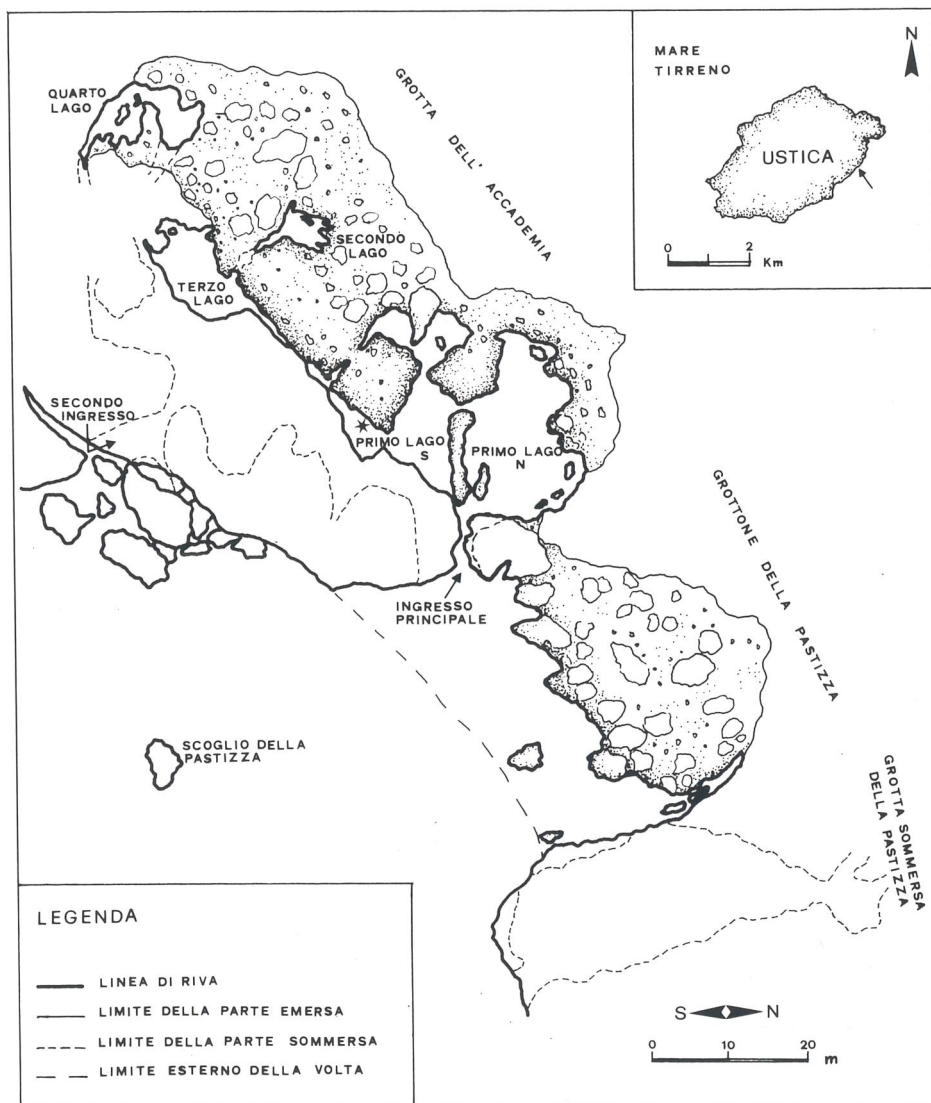 QUARTO
LAGO
GROTTA
DELL' ACCADEMIA
MARE
TIRRENO
N
USTICA
0 2
Km
SECONDO
LAGO
TERZO
LAGO
SECONDO
INGRESSO
PRIMO LAGO
S
PRIMO LAGO
N
INGRESSO
PRINCIPALE
GROTTONE DELLA
PASTIZZA
SCOGLIO DELLA
PASTIZZA
GROTTA SOMMERSA
DELLA PASTIZZA
LEGENDA
LINEA DI RIVA
LIMITE DELLA PARTE EMERSA
LIMITE DELLA PARTE SOMMERSA
LIMITE ESTERNO DELLA VOLTA
S N
0 10 20
m